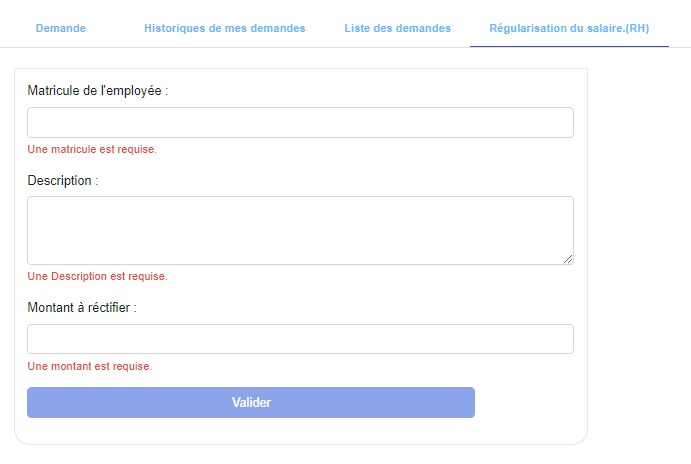 Demande Historiques de mes demandes Liste des demandes Régularisation du salaire.(RH)
Matricule de l'employée :
Une matricule est requise.
Description :
Une Description est requise.
Montant à réctifier :
Une montant est requise.
Valider